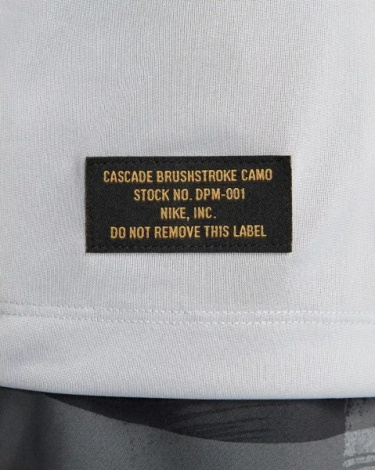 CASCADE BRUSHSTROKE CAMO
STOCK NO. DPM-001
NIKE, INC.
DO NOT REMOVE THIS LABEL